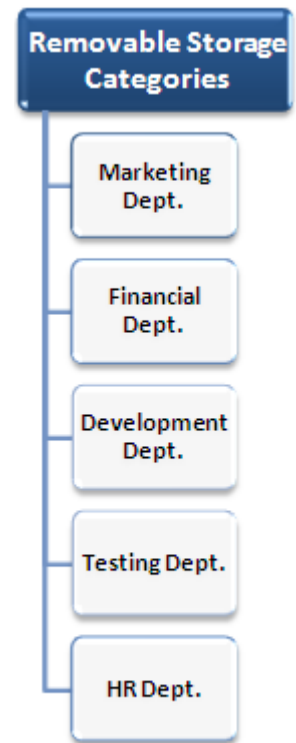 Removable Storage
Categories
Marketing
Dept.
Financial
Dept.
Development
Dept.
Testing Dept.
HR Dept.